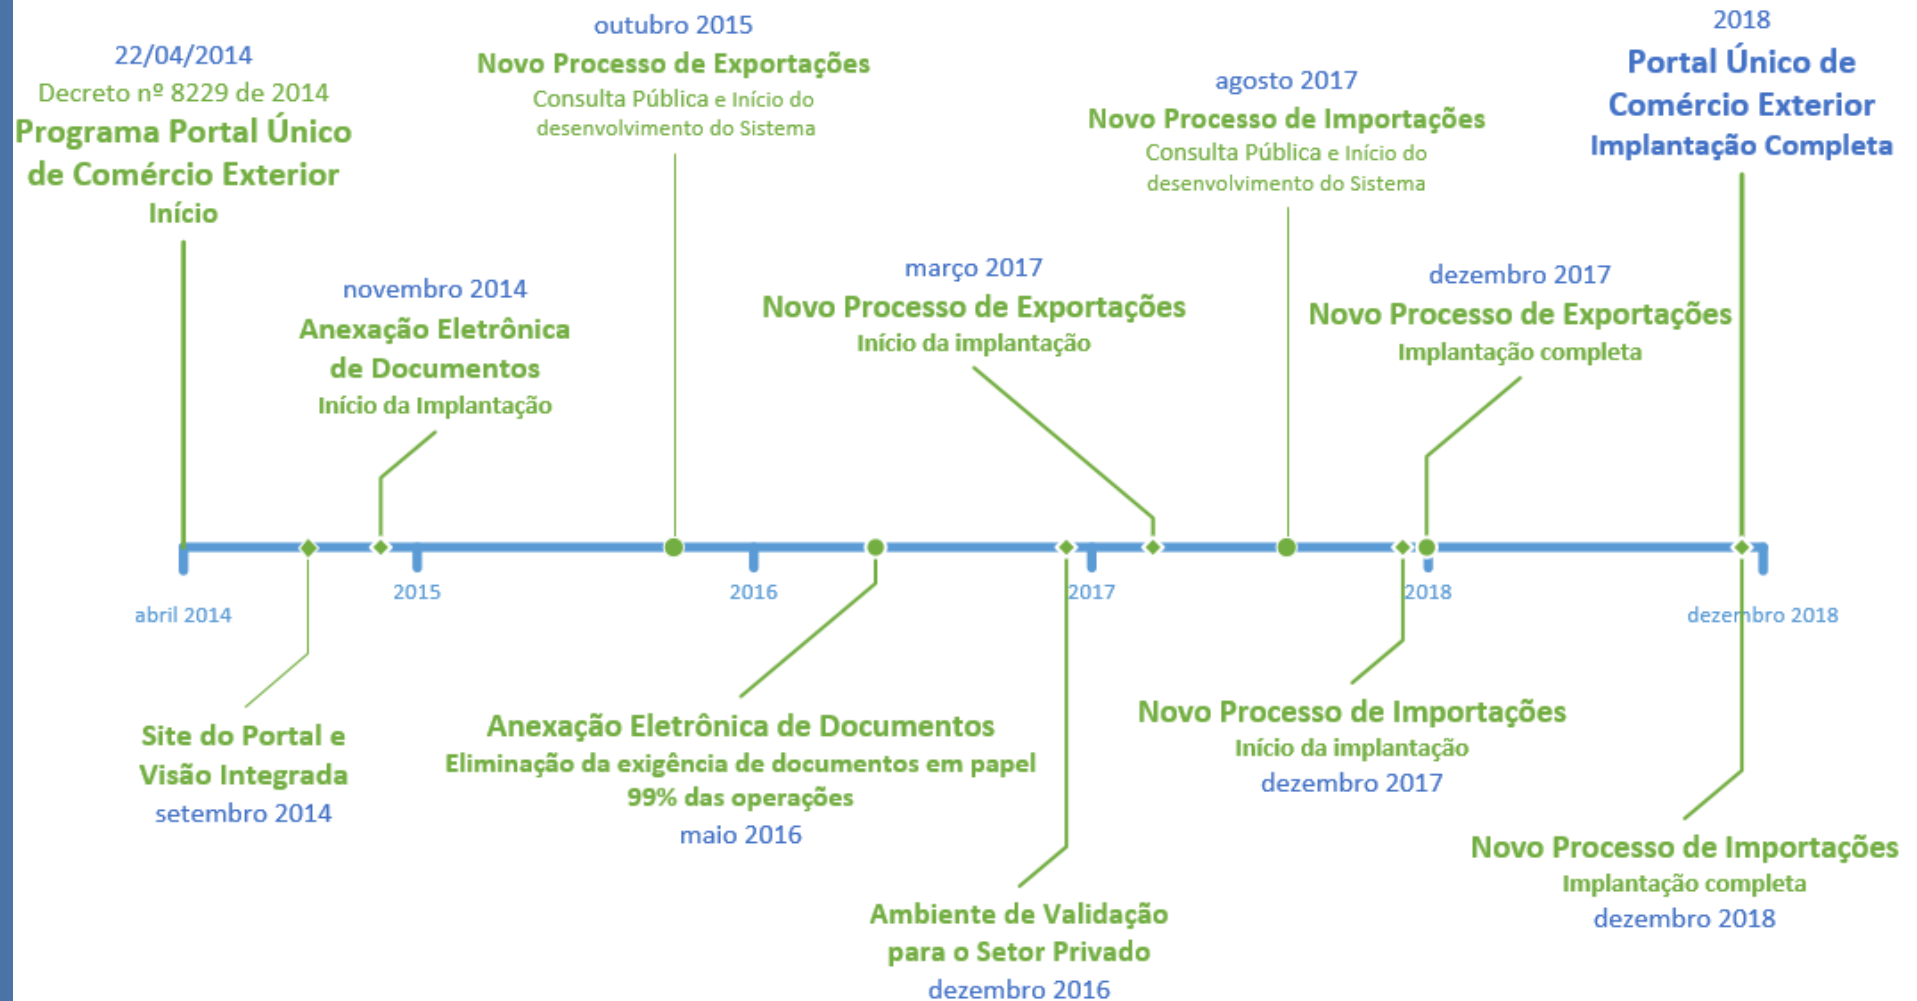 22/04/2014
Decreto nº 8229 de 2014
Programa Portal Único
de Comércio Exterior
Início
novembro 2014
Anexação Eletrônica
de Documentos
Início da Implantação
outubro 2015
Novo Processo de Exportações
Consulta Pública e Início do
desenvolvimento do Sistema
março 2017
Novo Processo de Exportações
Início da implantação
agosto 2017
Novo Processo de Importações
Consulta Pública e Início do
desenvolvimento do Sistema
dezembro 2017
Novo Processo de Exportações
Implantação completa
2018
Portal Único de
Comércio Exterior
Implantação Completa
abril 2014
2015
2016
2017
2018
dezembro 2018
Site do Portal e
Visão Integrada
setembro 2014
Anexação Eletrônica de Documentos
Eliminação da exigência de documentos em papel
99% das operações
maio 2016
Ambiente de Validação
para o Setor Privado
dezembro 2016
Novo Processo de Importações
Início da implantação
dezembro 2017
Novo Processo de Importações
Implantação completa
dezembro 2018